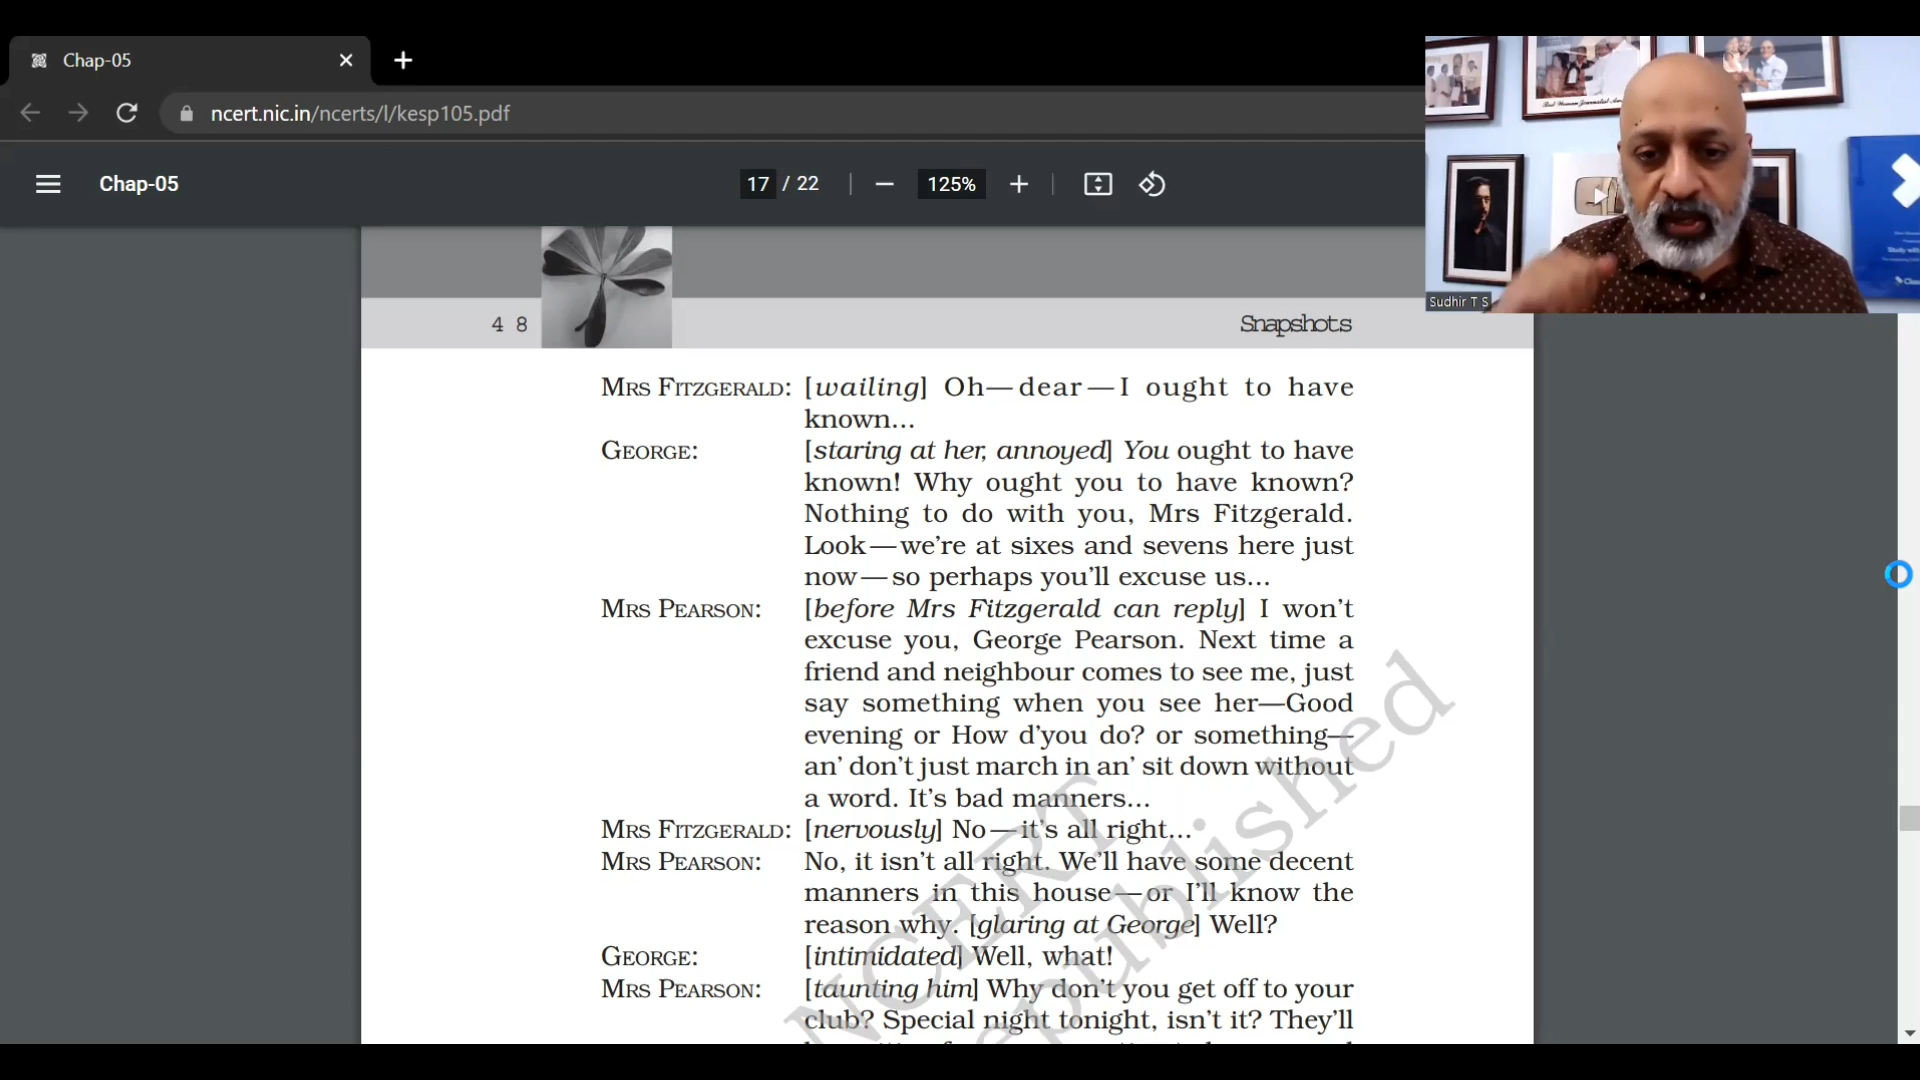 Chap-05
ncert.nic.in/ncerts/l/kesp105.pdf
Chap-05
17 / 22
125%
Sudhir T S
4 8
Snapshots
MRS FITZGERALD: [wailing] Oh—dear—I ought to have
known...
GEORGE: [staring at her, annoyed] You ought to have
known! Why ought you to have known?
Nothing to do with you, Mrs Fitzgerald.
Look—we're at sixes and sevens here just
now—so perhaps you'll excuse us...
MRS PEARSON: [before Mrs Fitzgerald can reply] I won't
excuse you, George Pearson. Next time a
friend and neighbour comes to see me, just
say something when you see her—Good
evening or How d'you do? or something—
an' don't just march in an' sit down without
a word. It's bad manners...
MRS FITZGERALD: [nervously] No—it's all right...
MRS PEARSON: No, it isn't all right. We'll have some decent
manners in this house—or I'll know the
reason why. [glaring at George] Well?
GEORGE: [intimidated] Well, what!
MRS PEARSON: [taunting him] Why don't you get off to your
club? Special night tonight, isn't it? They'll
NCERT
published